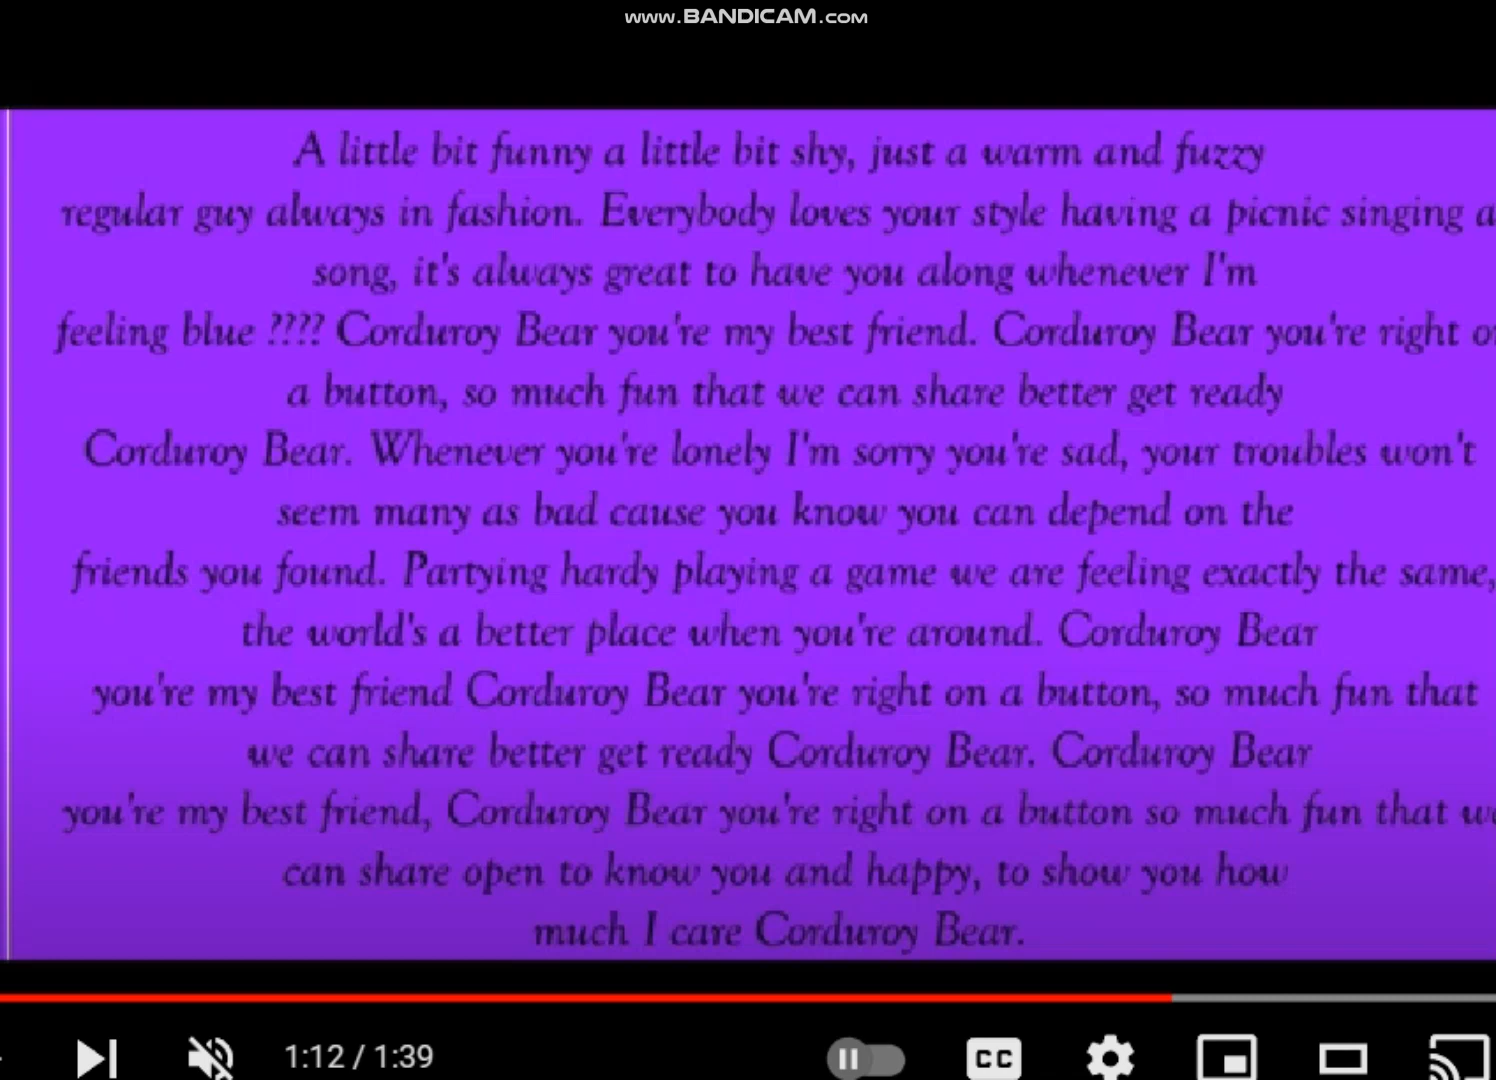 www.BANDICAM.com
A little bit funny a little bit shy, just a warm and fuzzy
regular guy always in fashion. Everybody loves your style having a picnic singing a
song, it's always great to have you along whenever I'm
feeling blue ???? Corduroy Bear you're my best friend. Corduroy Bear you're right
a button, so much fun that we can share better get ready
Corduroy Bear. Whenever you're lonely I'm sorry you're sad, your troubles won't
seem many as bad cause you know you can depend on the
friends you found. Partying hardy playing a game we are feeling exactly the same,
the world's a better place when you're around. Corduroy Bear
you're my best friend Corduroy Bear you're right on a button, so much fun that
we can share better get ready Corduroy Bear. Corduroy Bear
you're my best friend, Corduroy Bear you're right on a button so much fun that
can share open to know you and happy, to show you how
much I care Corduroy Bear.
1:12 / 1:39
CC